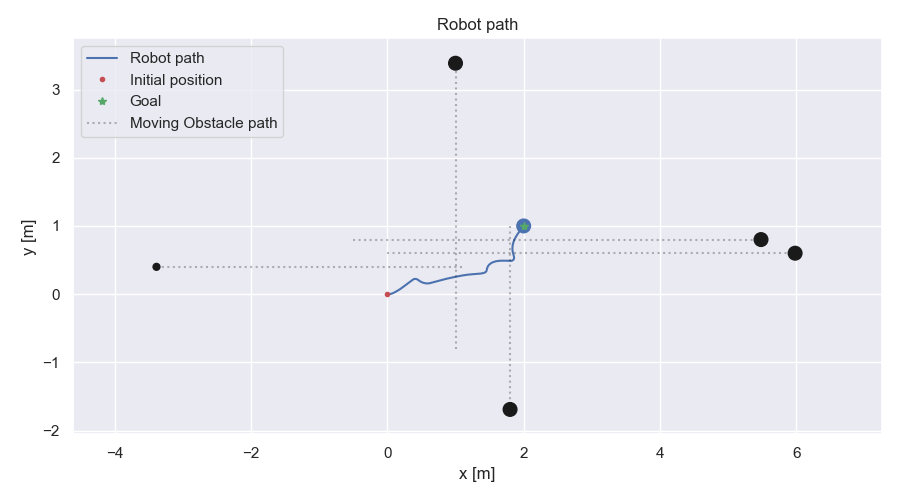 Robot path
Robot path
Initial position
Goal
Moving Obstacle path
3
2
1
0
−1
−2
y [m]
−4
−2
0
2
4
6
x [m]